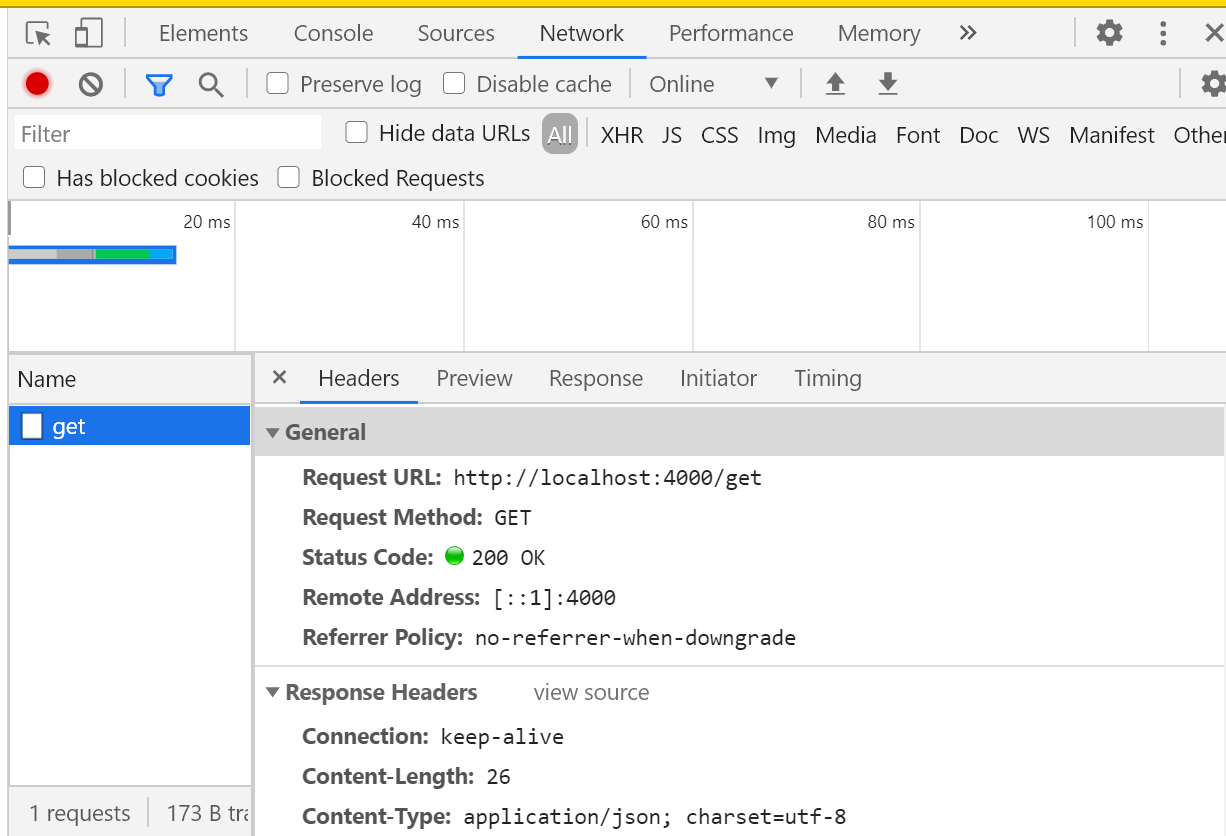 Elements Console Sources Network Performance Memory »
Preserve log Disable cache Online
Filter Hide data URLs All XHR JS CSS Img Media Font Doc WS Manifest Other
Has blocked cookies Blocked Requests
20 ms 40 ms 60 ms 80 ms 100 ms
Name × Headers Preview Response Initiator Timing
get
General
Request URL: http://localhost:4000/get
Request Method: GET
Status Code: 200 OK
Remote Address: [::1]:4000
Referrer Policy: no-referrer-when-downgrade
Response Headers view source
Connection: keep-alive
Content-Length: 26
Content-Type: application/json; charset=utf-8
1 requests 173 B tra